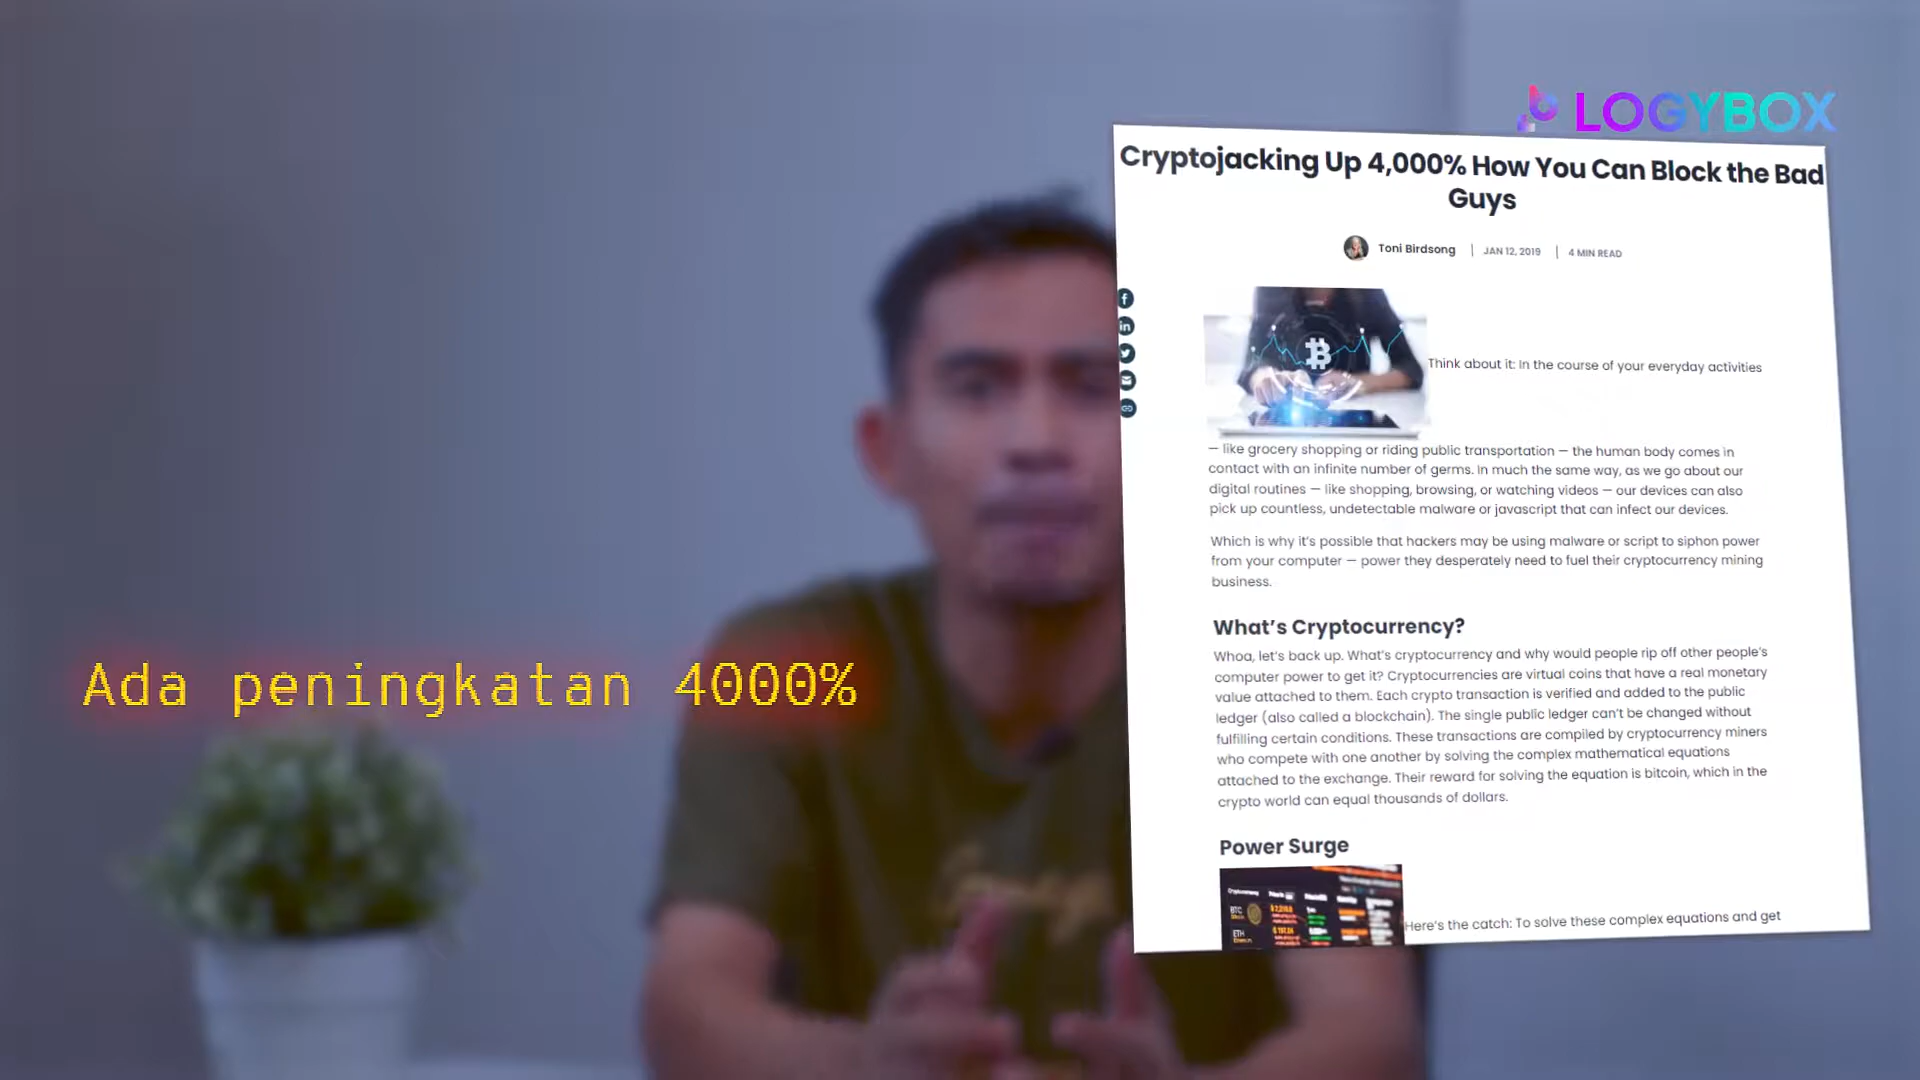 LOGYBOX
Cryptojacking Up 4,000% How You Can Block the Bad
Guys
Toni Birdsong | JAN 12, 2019 | 4 MIN READ
Think about it: In the course of your everyday activities
— like grocery shopping or riding public transportation — the human body comes in
contact with an infinite number of germs. In much the same way, as we go about our
digital routines — like shopping, browsing, or watching videos — our devices can also
pick up countless, undetectable malware or javascript that can infect our devices.
Which is why it's possible that hackers may be using malware or script to siphon power
from your computer — power they desperately need to fuel their cryptocurrency mining
business.
What's Cryptocurrency?
Whoa, let's back up. What's cryptocurrency and why would people rip off other people's
computer power to get it? Cryptocurrencies are virtual coins that have a real monetary
value attached to them. Each crypto transaction is verified and added to the public
ledger (also called a blockchain). The single public ledger can't be changed without
fulfilling certain conditions. These transactions are compiled by cryptocurrency miners
who compete with one another by solving the complex mathematical equations
attached to the exchange. Their reward for solving the equation is bitcoin, which in the
crypto world can equal thousands of dollars.
Power Surge
BTC
ETH
Here's the catch: To solve these complex equations and get
Ada peningkatan 4000%